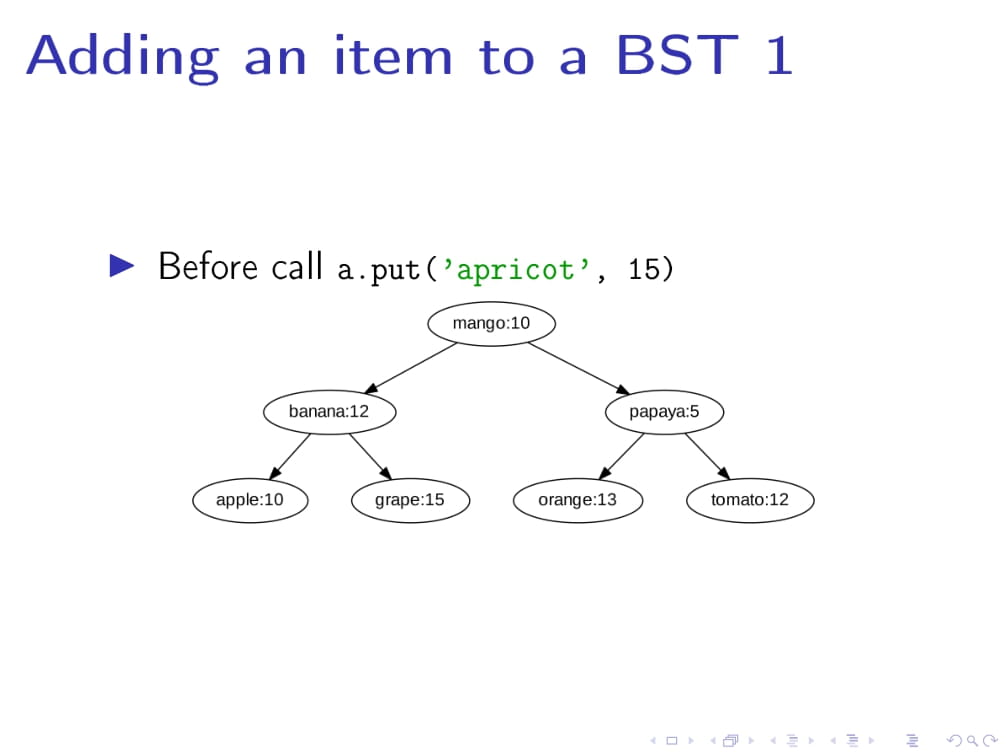 Adding an item to a BST 1
Before call a.put(’apricot’, 15)
mango:10
banana:12 papaya:5
apple:10 grape:15 orange:13 tomato:12